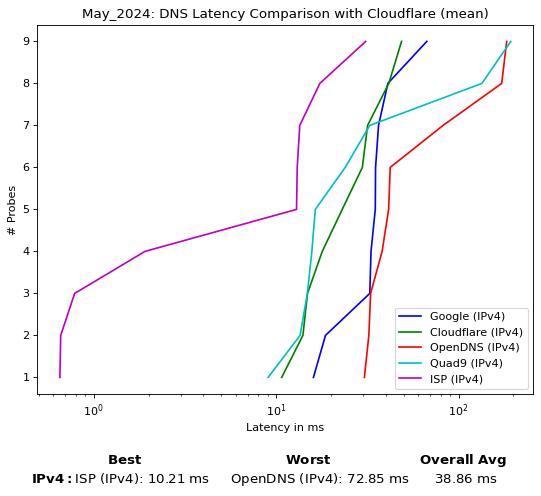 May_2024: DNS Latency Comparison with Cloudflare (mean)
# Probes
9
8
7
6
5
4
3
2
1
10⁰
10¹
10²
Latency in ms
Google (IPv4)
Cloudflare (IPv4)
OpenDNS (IPv4)
Quad9 (IPv4)
ISP (IPv4)
Best Worst Overall Avg
IPv4: ISP (IPv4): 10.21 ms OpenDNS (IPv4): 72.85 ms 38.86 ms